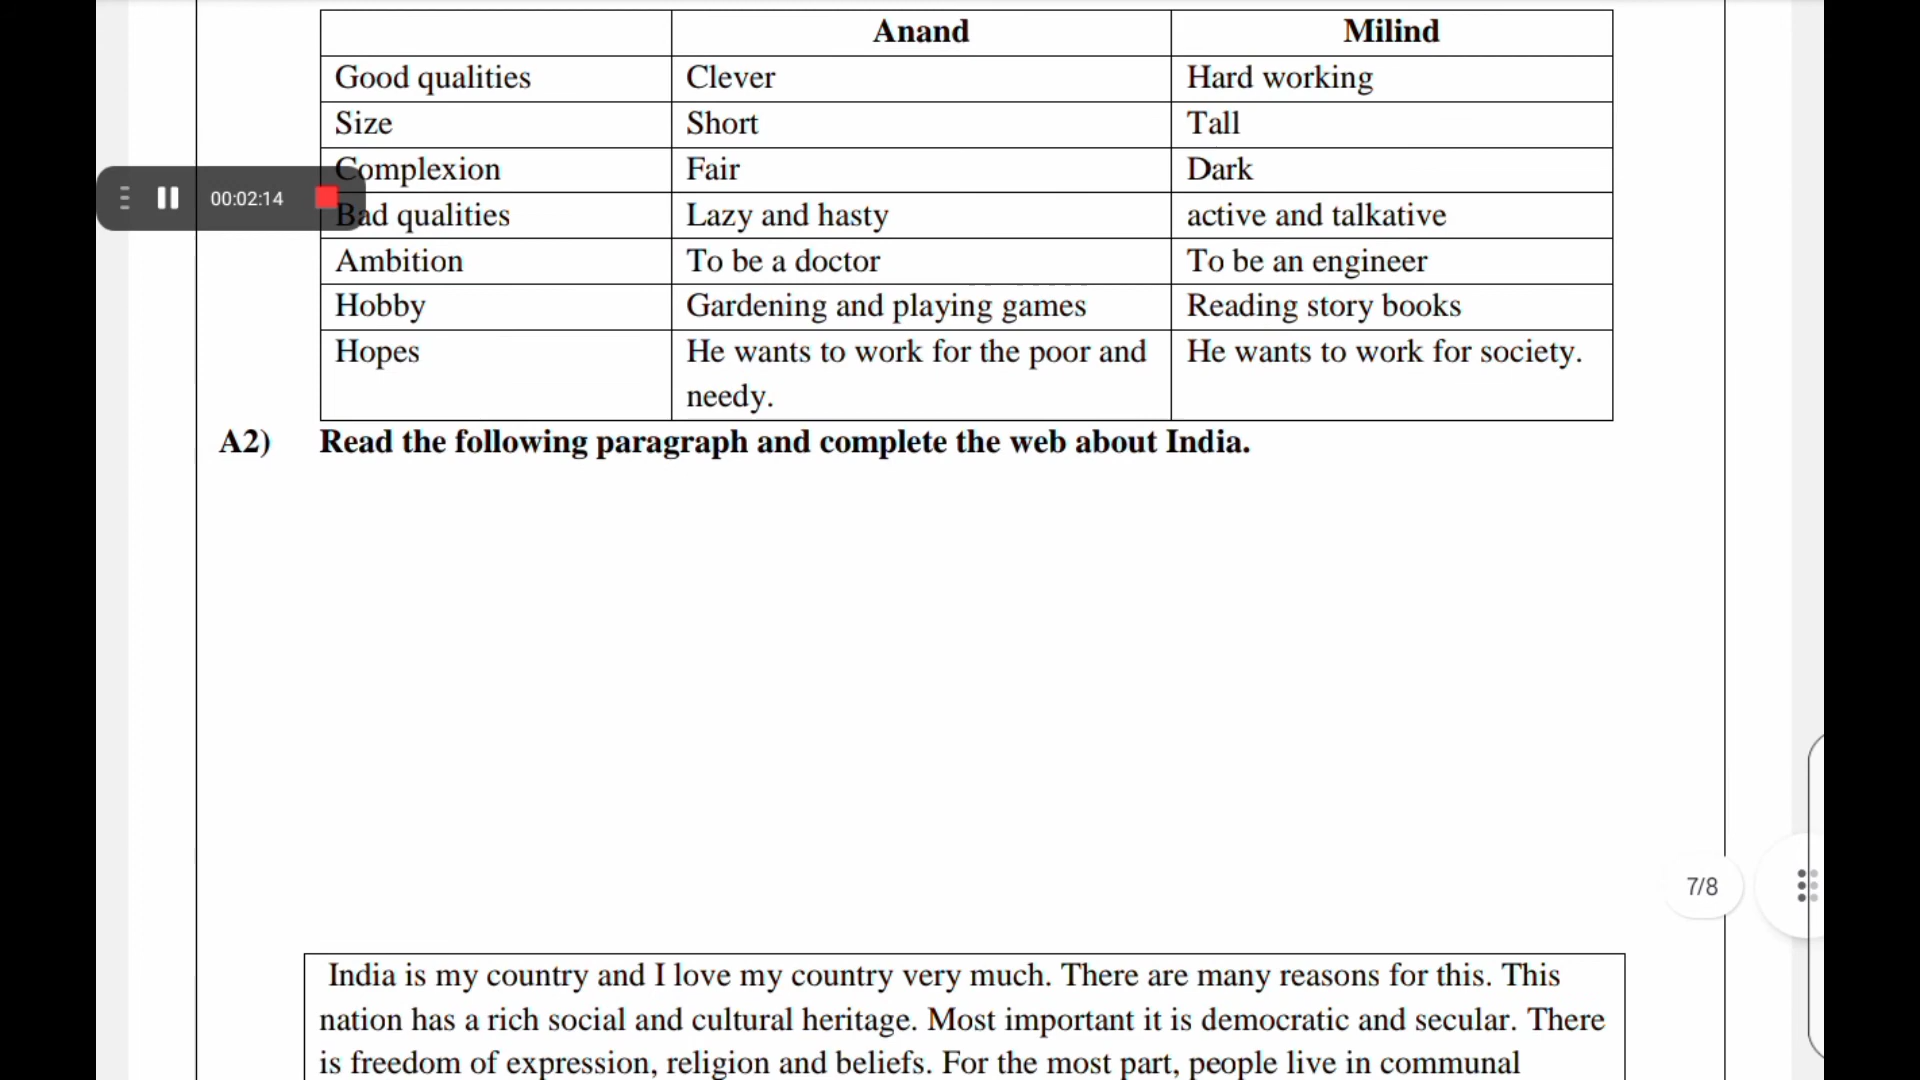 Anand Milind
Good qualities Clever Hard working
Size Short Tall
Complexion Fair Dark
00:02:14
Bad qualities Lazy and hasty active and talkative
Ambition To be a doctor To be an engineer
Hobby Gardening and playing games Reading story books
Hopes He wants to work for the poor and He wants to work for society.
needy.
A2) Read the following paragraph and complete the web about India.
7/8
India is my country and I love my country very much. There are many reasons for this. This
nation has a rich social and cultural heritage. Most important it is democratic and secular. There
is freedom of expression, religion and beliefs. For the most part, people live in communal